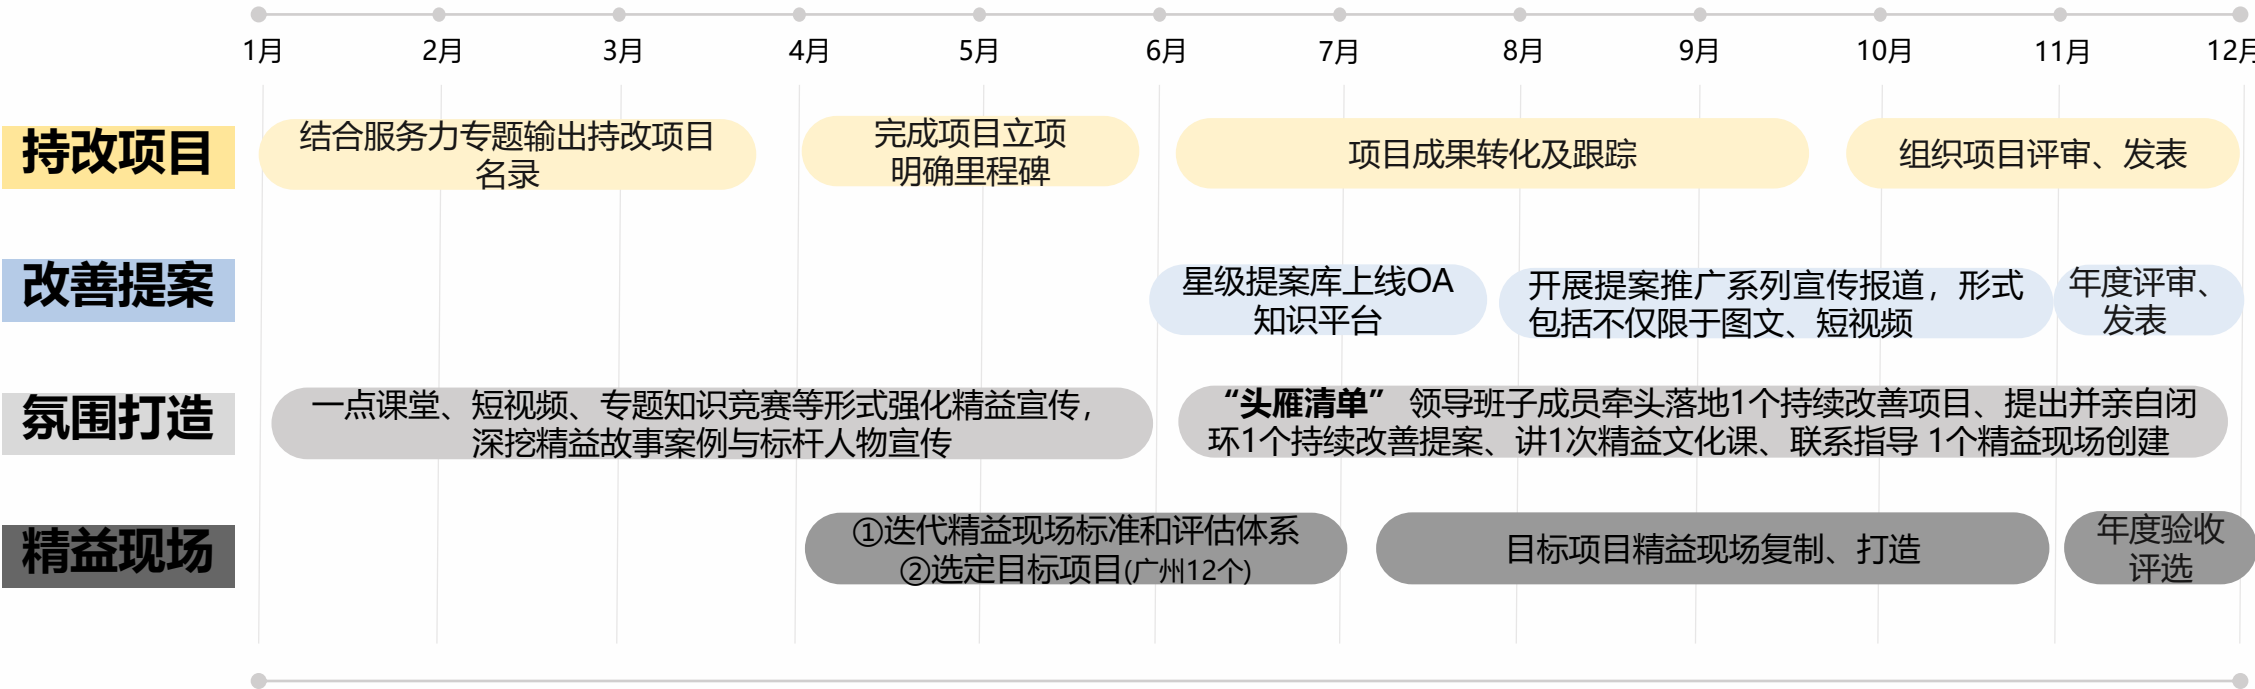 1月 2月 3月 4月 5月 6月 7月 8月 9月 10月 11月 12月
持改项目
结合服务力专题输出持改项目
名录
完成项目立项
明确里程碑
项目成果转化及跟踪
组织项目评审、发表
改善提案
星级提案库上线OA
知识平台
开展提案推广系列宣传报道，形式
包括不仅限于图文、短视频
年度评审、
发表
氛围打造
一点课堂、短视频、专题知识竞赛等形式强化精益宣传，
深挖精益故事案例与标杆人物宣传
“头雁清单” 领导班子成员牵头落地1个持续改善项目、提出并亲自闭
环1个持续改善提案、讲1次精益文化课、联系指导 1个精益现场创建
精益现场
①迭代精益现场标准和评估体系
②选定目标项目(广州12个)
目标项目精益现场复制、打造
年度验收
评选